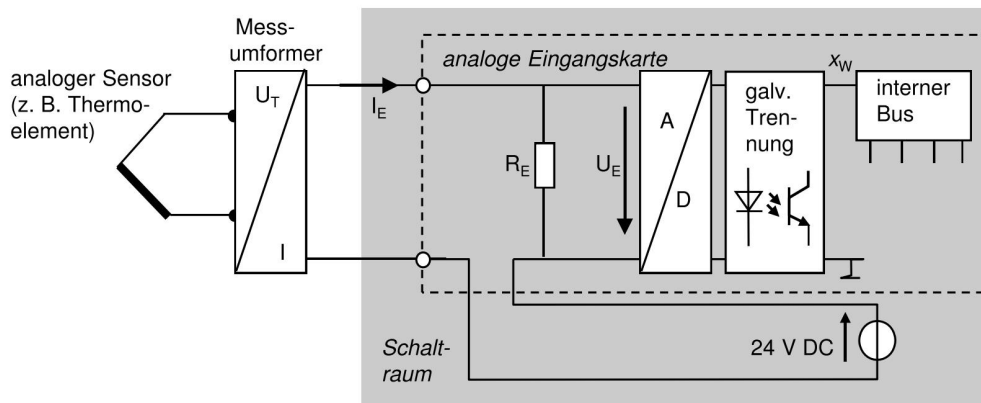 Mess-
umformer
analoger Sensor
(z. B. Thermo-
element)
U_T
I
I_E
analoge Eingangskarte
R_E
U_E
A
D
galv.
Tren-
nung
x_W
interner
Bus
24 V DC
Schalt-
raum